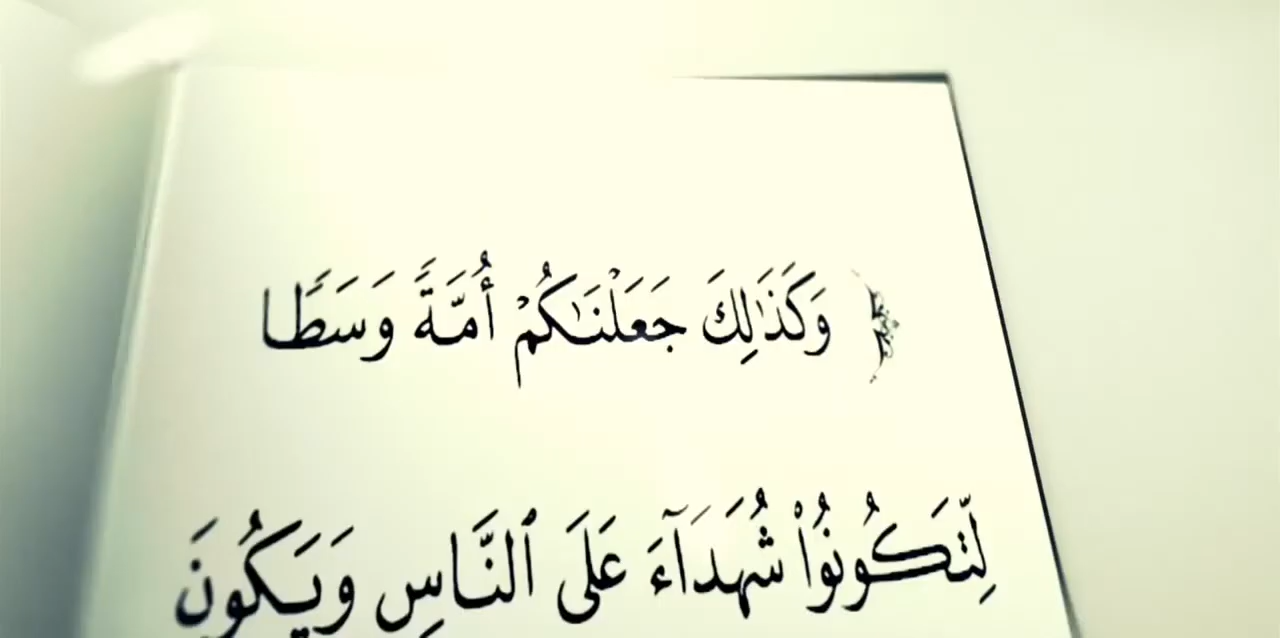 ﴿ وَكَذَٰلِكَ جَعَلْنَـٰكُمْ أُمَّةً وَسَطًا
لِّتَكُونُوا۟ شُهَدَآءَ عَلَى ٱلنَّاسِ وَيَكُونَ